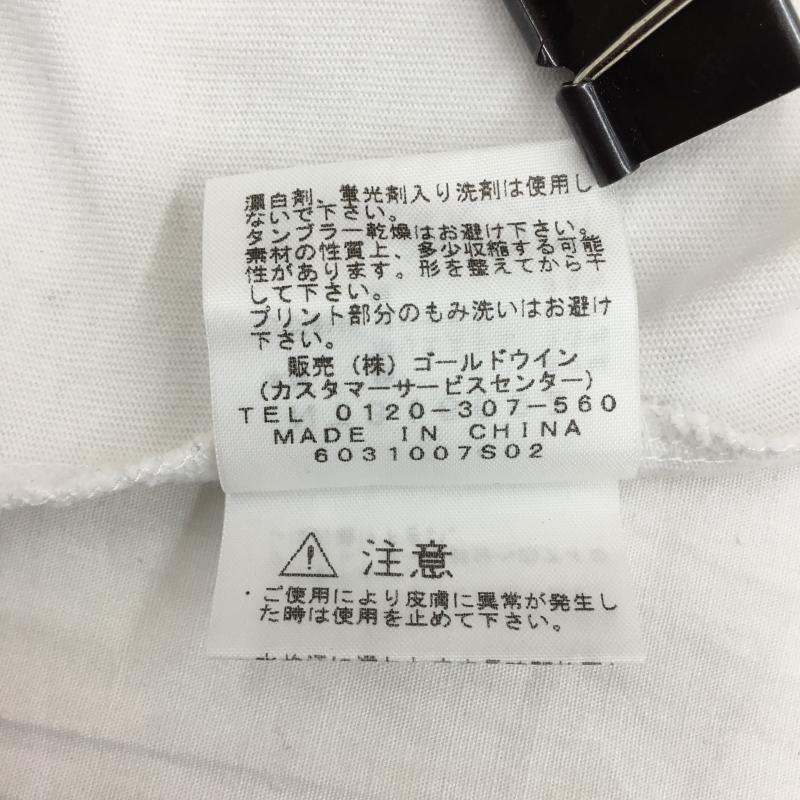 漂白剤、蛍光剤入り洗剤は使用し
ないで下さい。
タンブラー乾燥はお避け下さい。
素材の性質上、多少収縮する可能
性があります。形を整えてから干
して下さい。
プリント部分のもみ洗いはお避け
下さい。
販売(株)ゴールドウイン
(カスタマーサービスセンター)
TEL 0120-307-560
MADE IN CHINA
6031007S02
注意
・ご使用により皮膚に異常が発生し
た時は使用を止めて下さい。